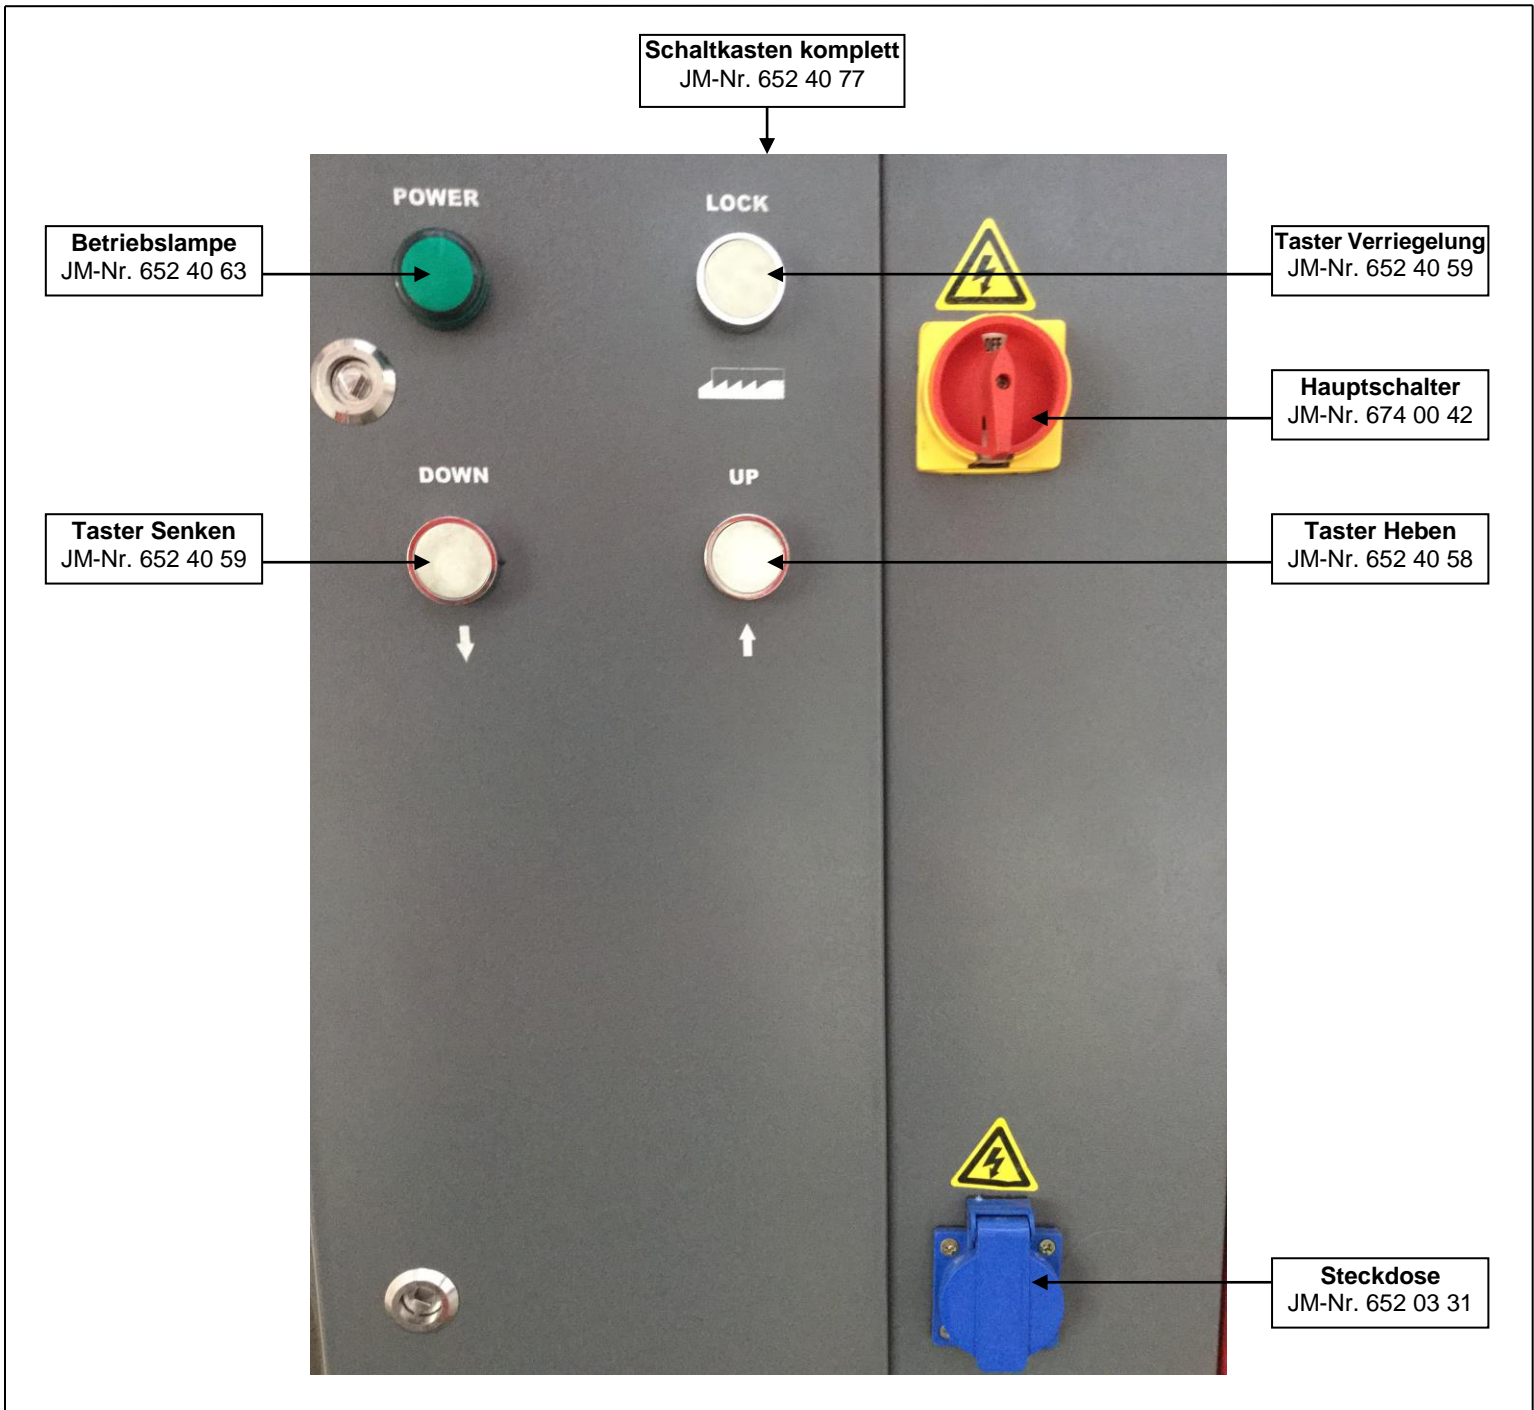 Schaltkasten komplett
JM-Nr. 652 40 77
POWER
LOCK
Betriebslampe
JM-Nr. 652 40 63
Taster Verriegelung
JM-Nr. 652 40 59
OFF
Hauptschalter
JM-Nr. 674 00 42
DOWN
UP
Taster Senken
JM-Nr. 652 40 59
Taster Heben
JM-Nr. 652 40 58
Steckdose
JM-Nr. 652 03 31